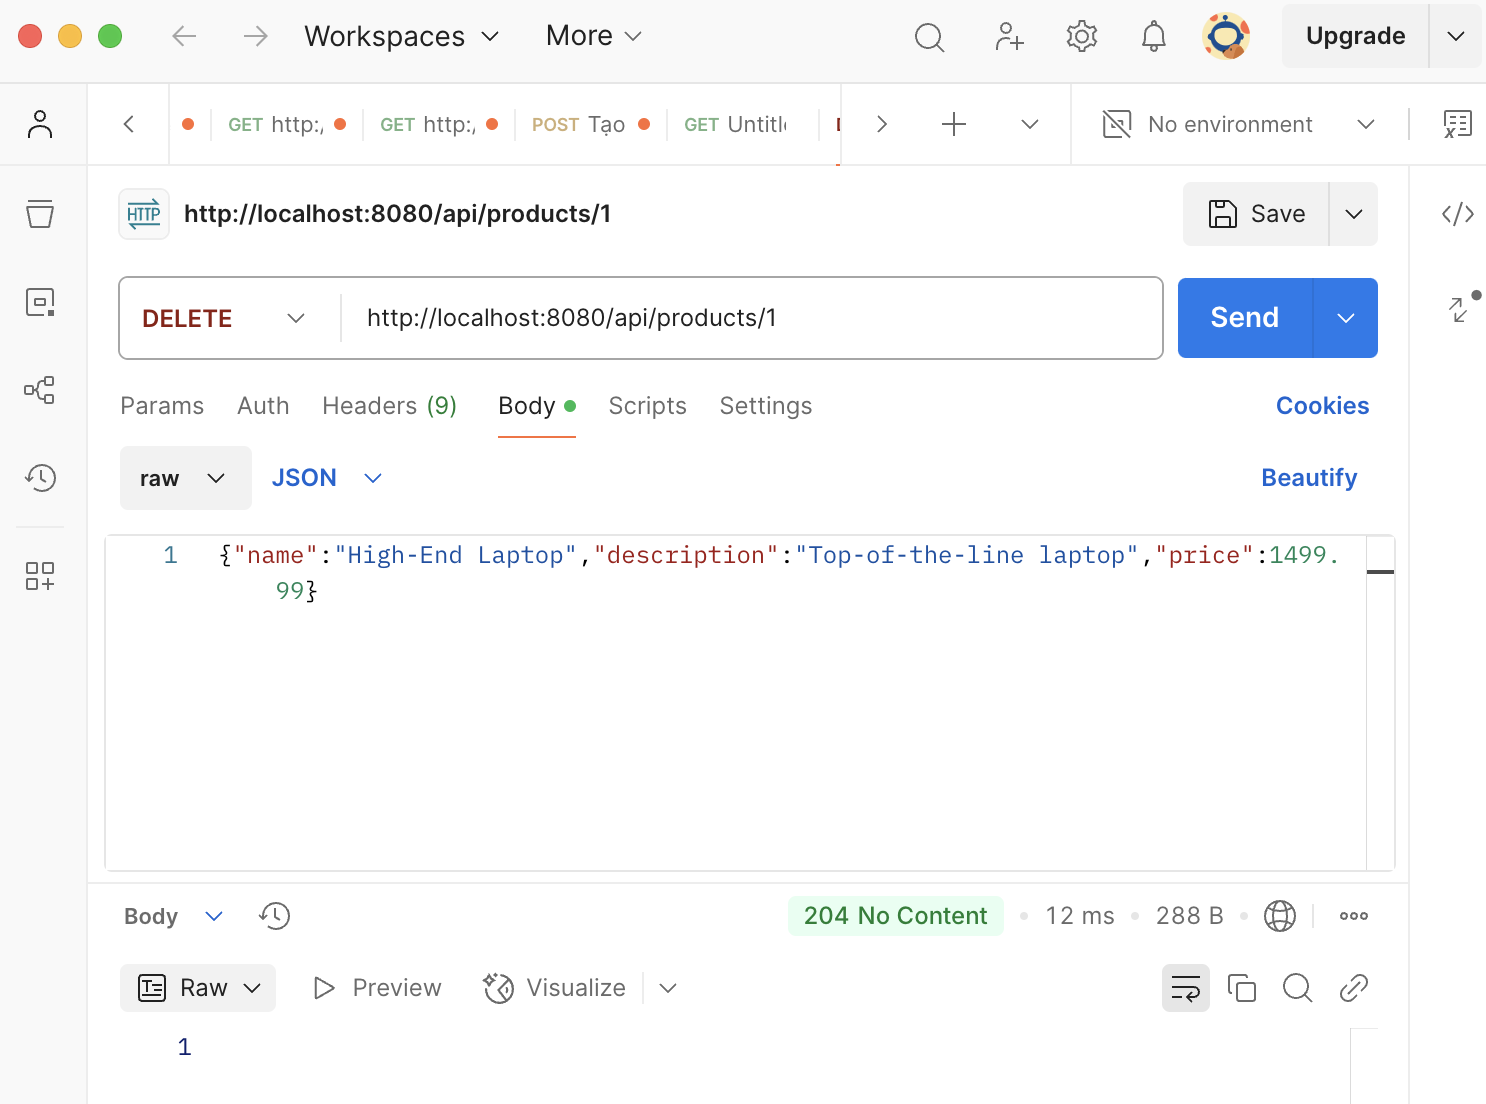 Workspaces More Upgrade
GET http:/ GET http:/ POST Tạo GET Untitl No environment
HTTP http://localhost:8080/api/products/1 Save
DELETE http://localhost:8080/api/products/1 Send
Params Auth Headers (9) Body Scripts Settings Cookies
raw JSON Beautify
1 {"name":"High-End Laptop","description":"Top-of-the-line laptop","price":1499.
99}
Body 204 No Content 12 ms 288 B
Raw Preview Visualize
1